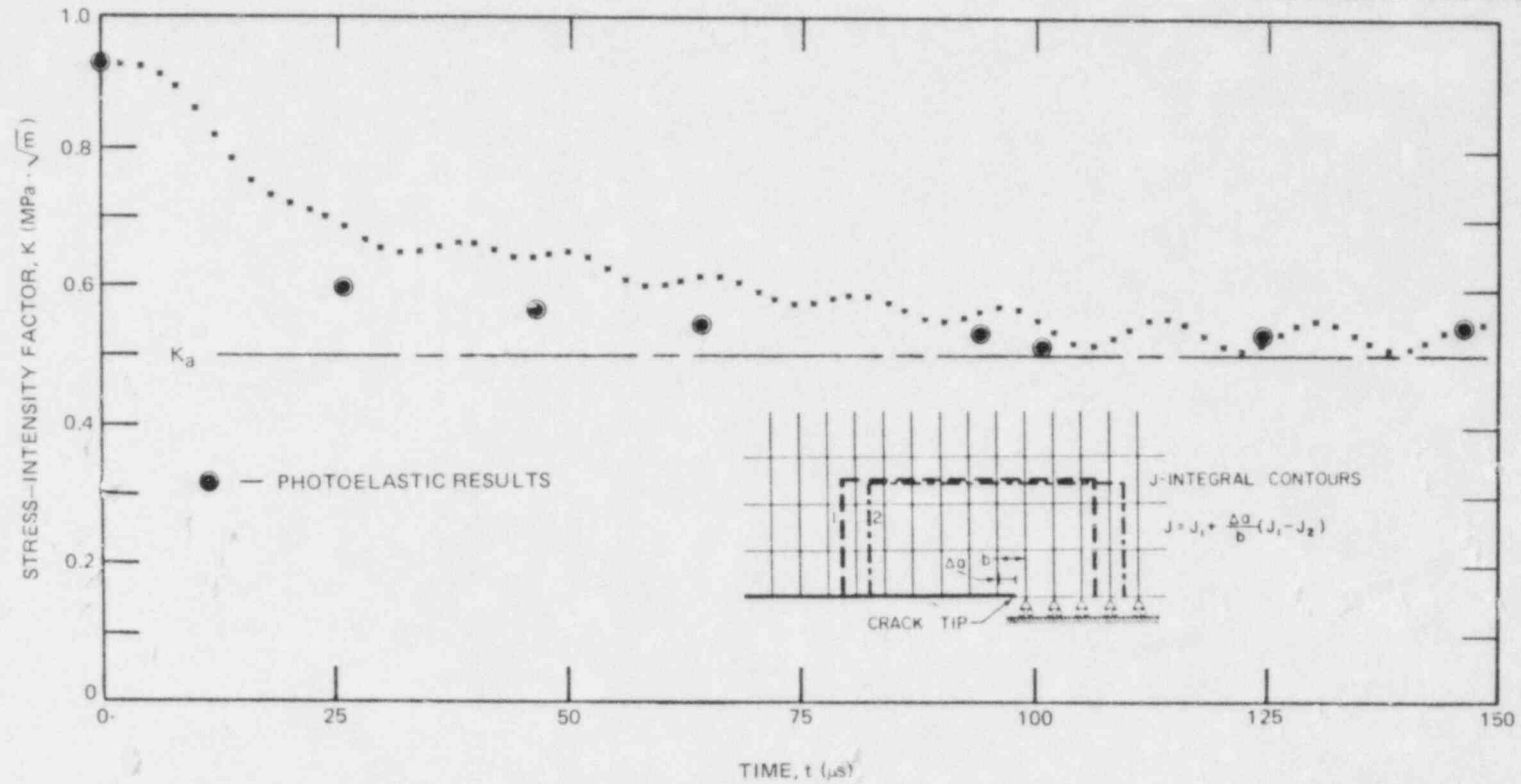 STRESS–INTENSITY FACTOR, K (MPa · √m)
1.0
0.8
0.6
0.4
0.2
0
Ka
— PHOTOELASTIC RESULTS
1
2
J-INTEGRAL CONTOURS
J = J₁ + Δa/b (J₁ – J₂)
b
Δa
CRACK TIP
0
25
50
75
100
125
150
TIME, t (μs)